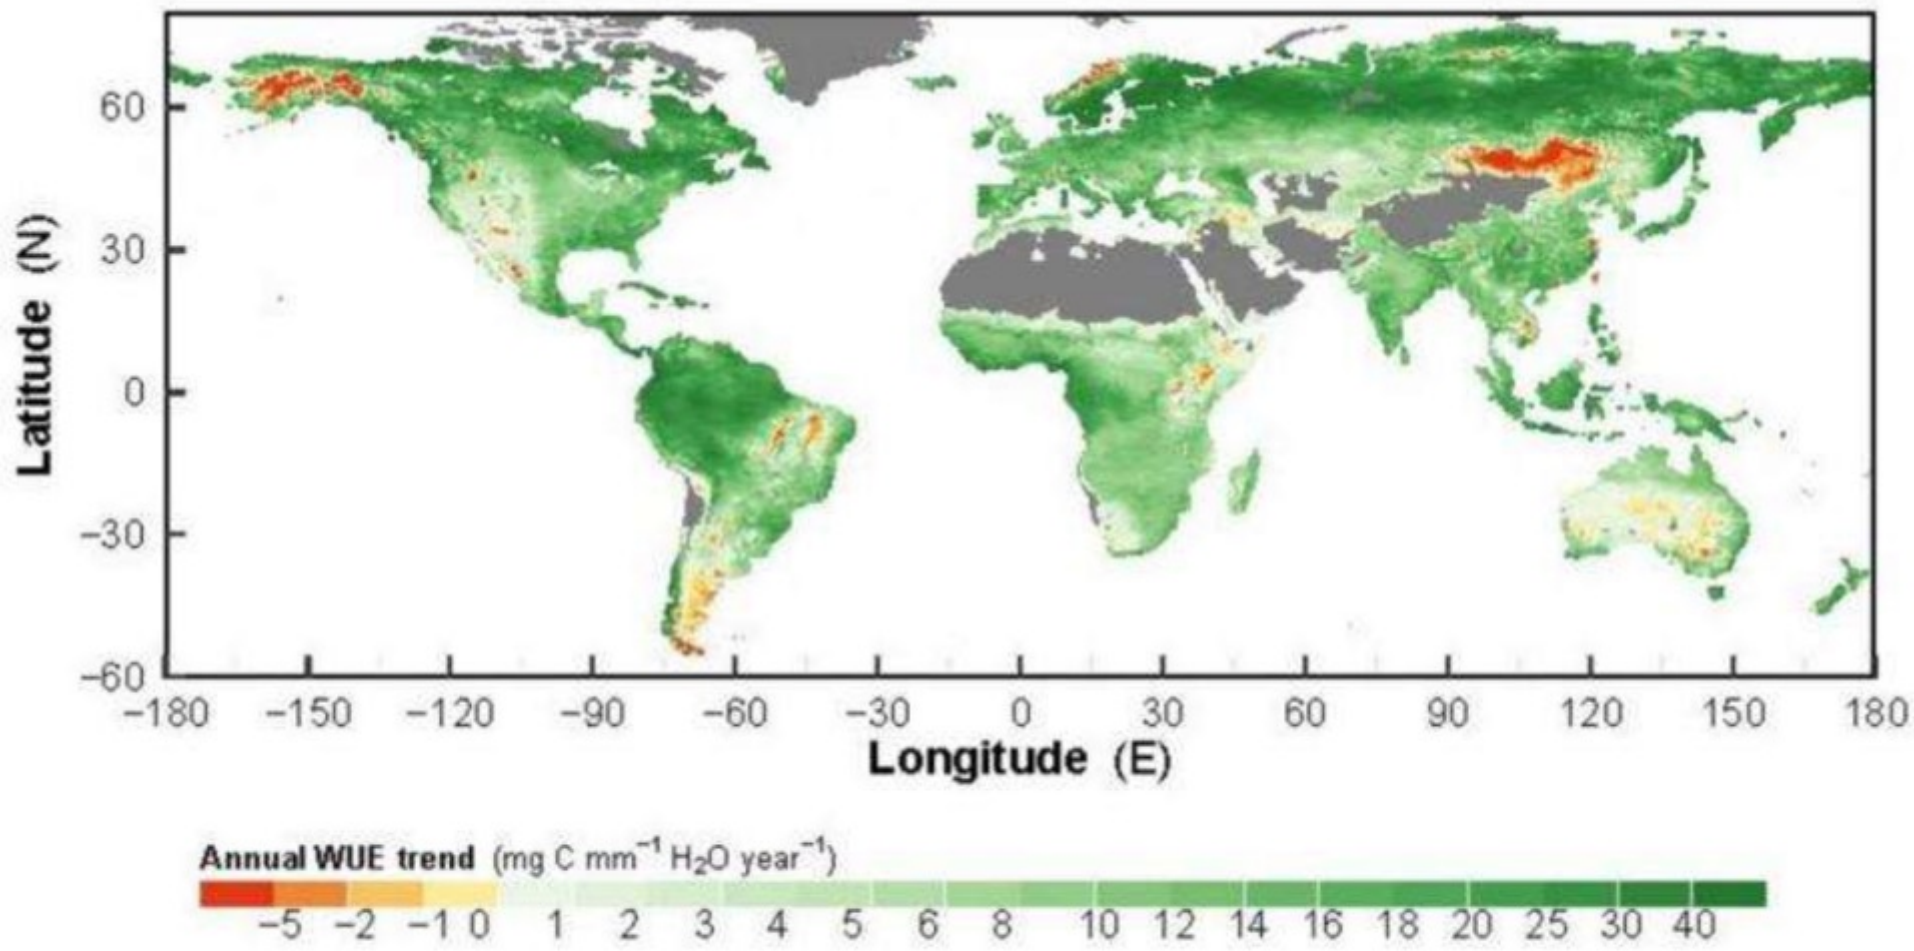 60
30
0
−30
−60
Latitude (N)
−180 −150 −120 −90 −60 −30 0 30 60 90 120 150 180
Longitude (E)
Annual WUE trend (mg C mm⁻¹ H₂O year⁻¹)
−5 −2 −1 0 1 2 3 4 5 6 8 10 12 14 16 18 20 25 30 40